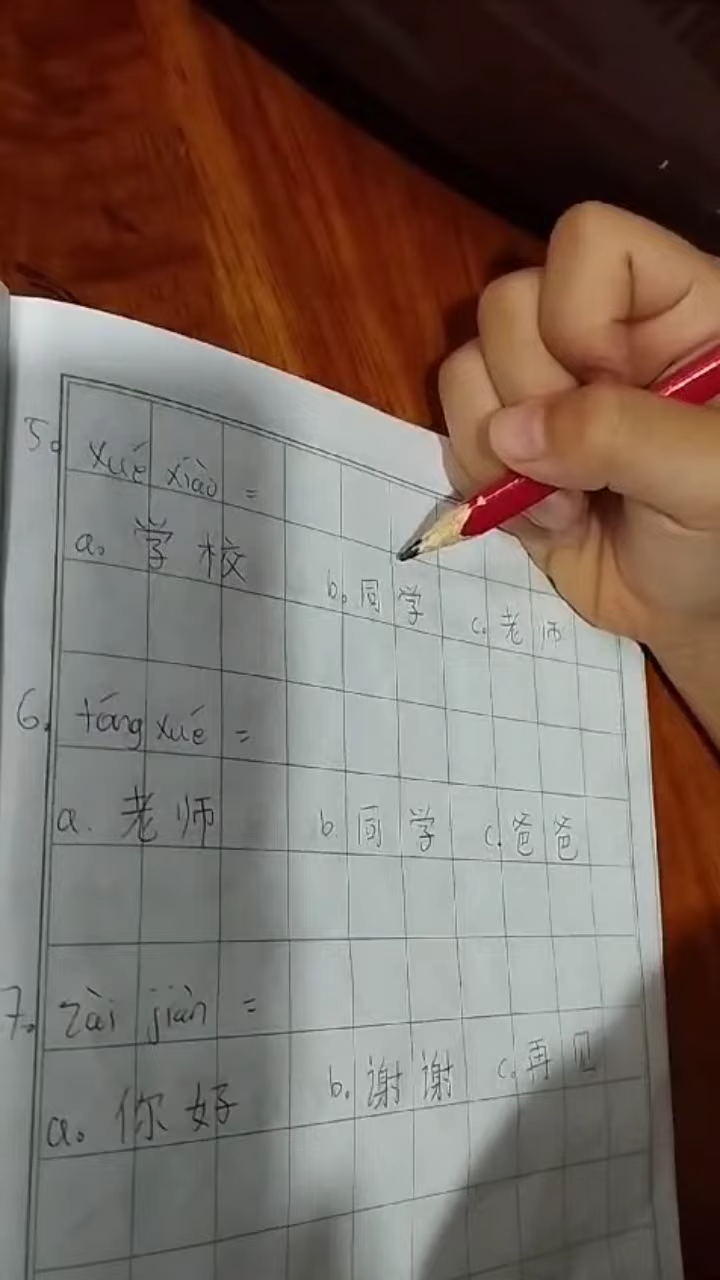 5. xué xiào =
a. 学校 b. 同学 c. 老师
6. táng xué =
a. 老师 b. 同学 c. 爸爸
7. zài jiàn =
a. 你好 b. 谢谢 c. 再见